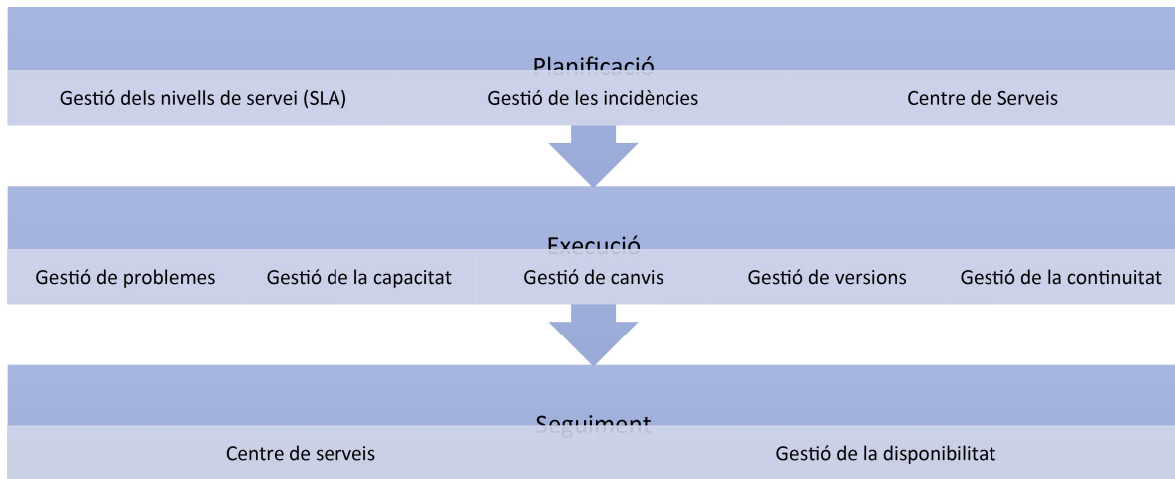 Planificació
Gestió dels nivells de servei (SLA)
Gestió de les incidències
Centre de Serveis
Execució
Gestió de problemes
Gestió de la capacitat
Gestió de canvis
Gestió de versions
Gestió de la continuitat
Seguiment
Centre de serveis
Gestió de la disponibilitat